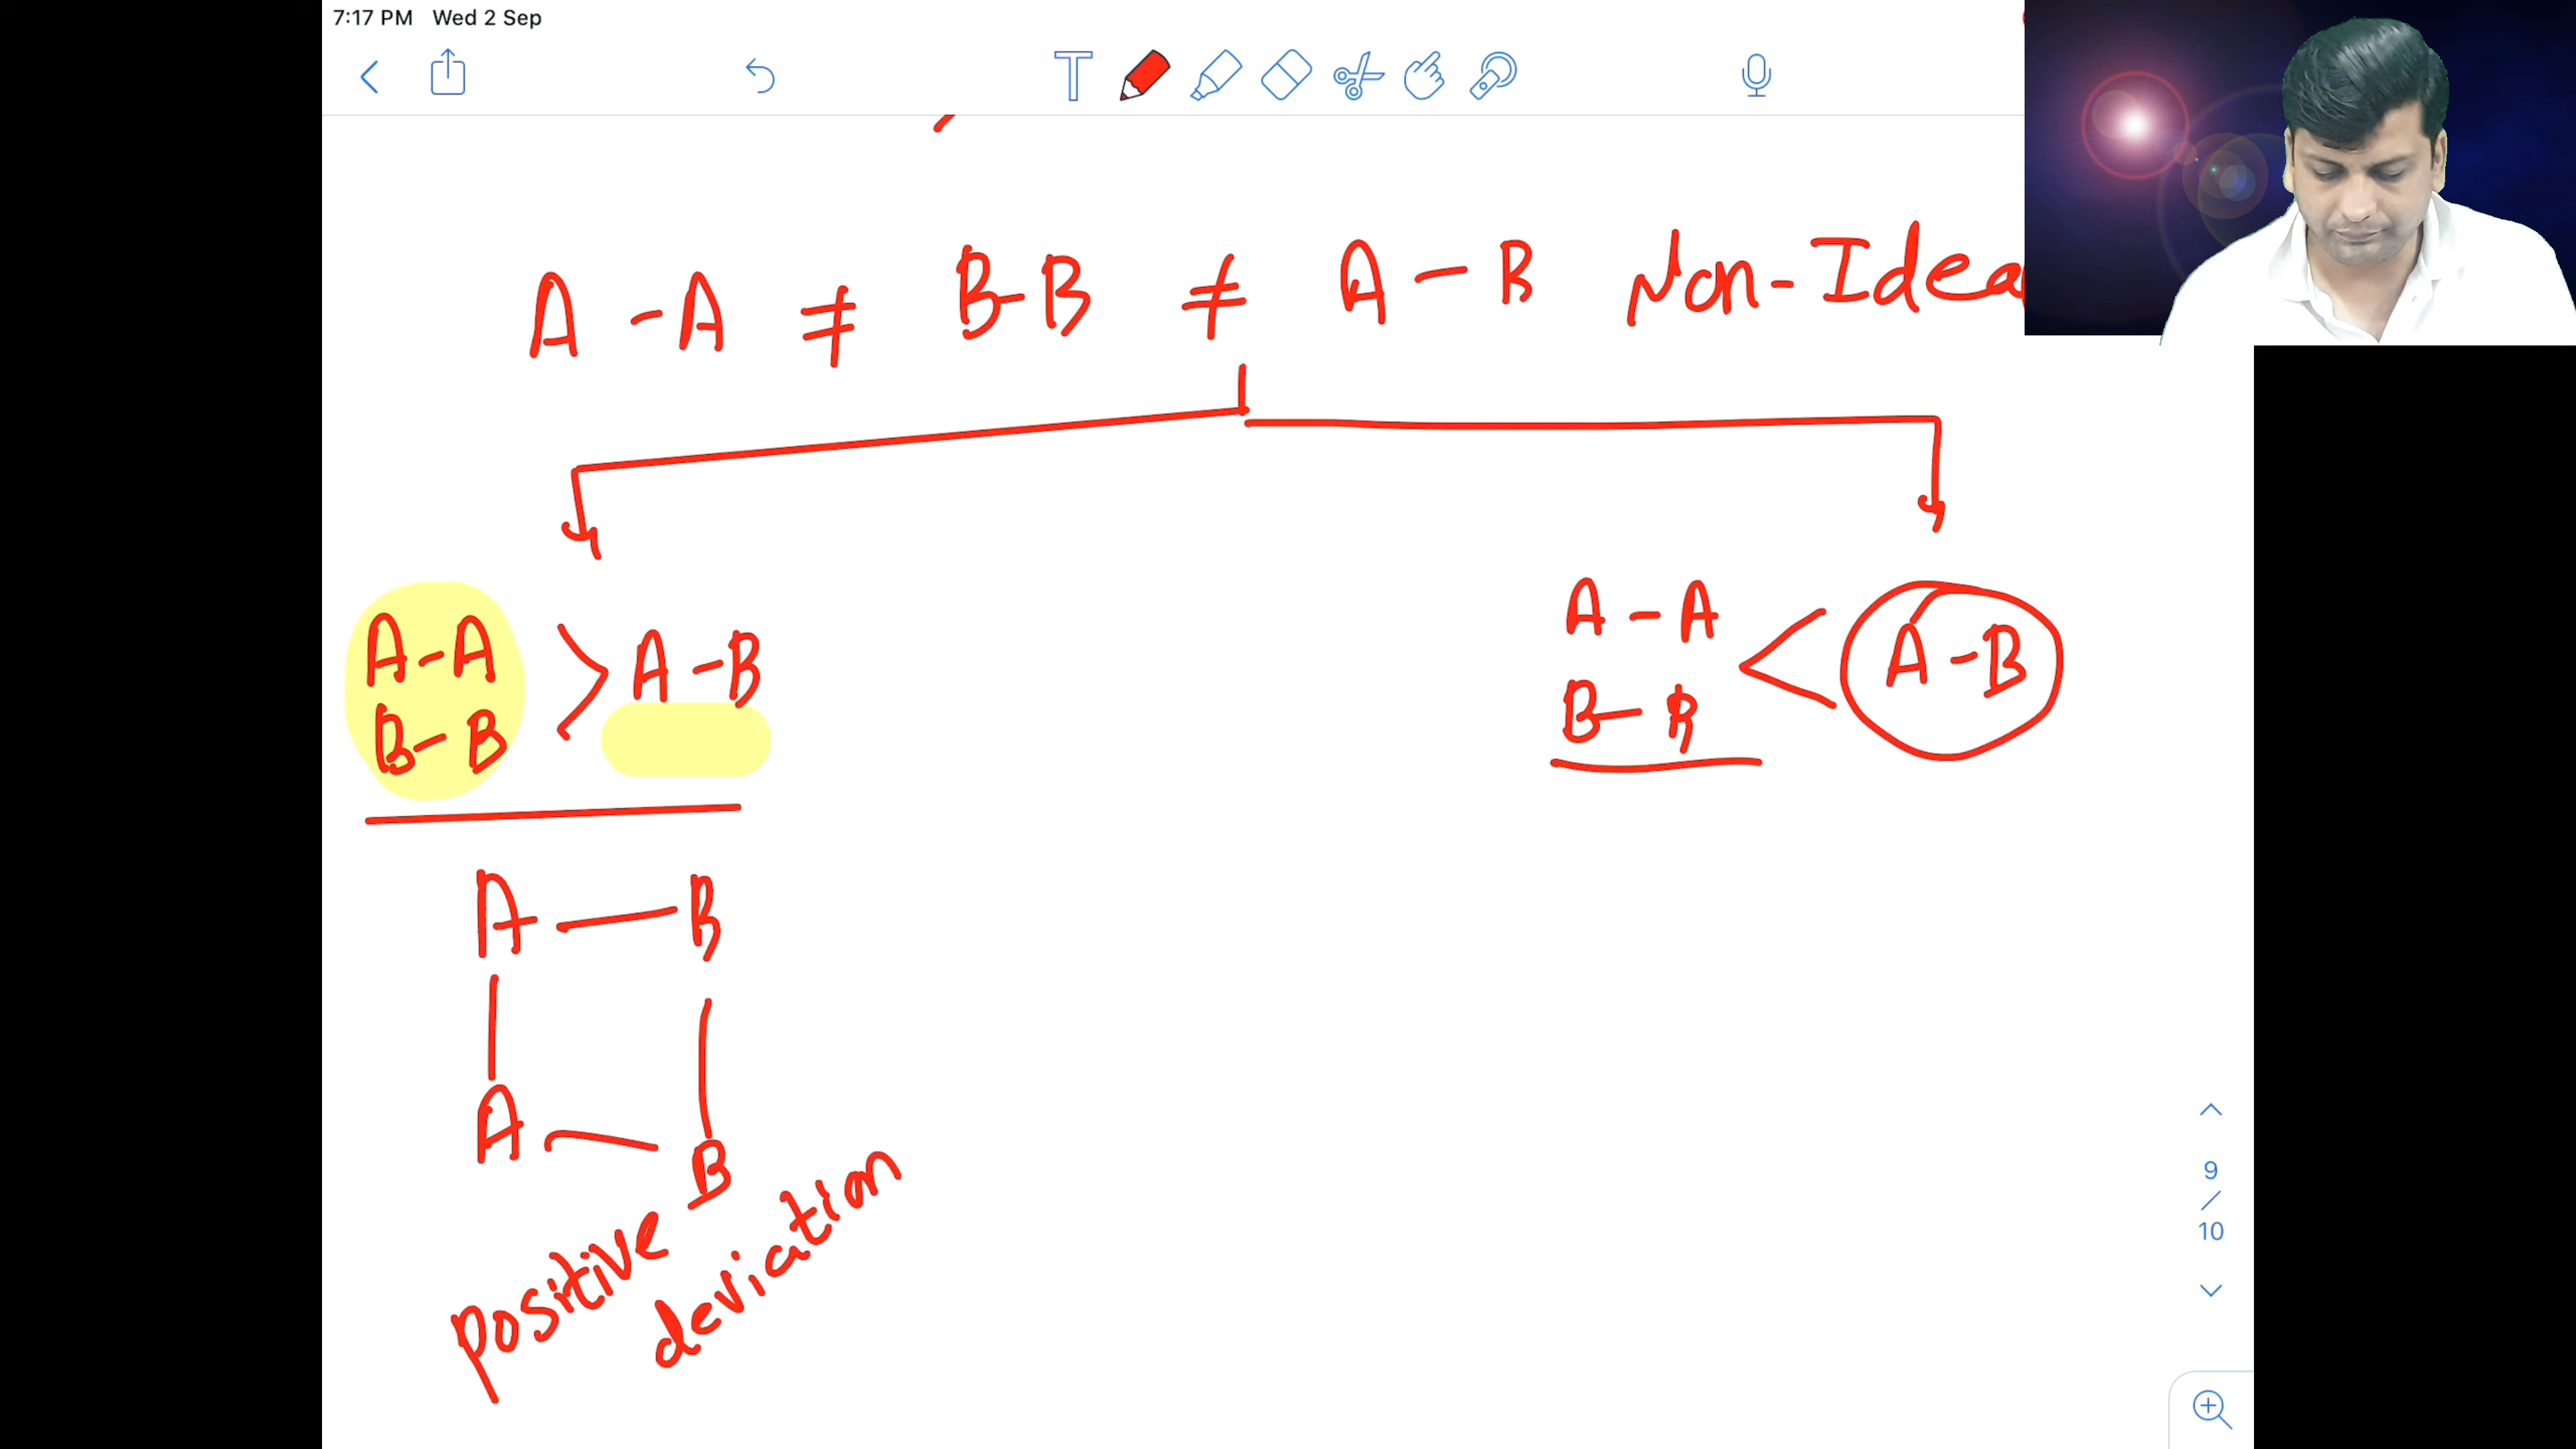 7:17 PM Wed 2 Sep
A - A ≠ B-B ≠ A - B Non-Idea
A-A
B-B
> A-B
A - A
B-B
< A-B
A — B
A — B
positive
deviation
9
/
10